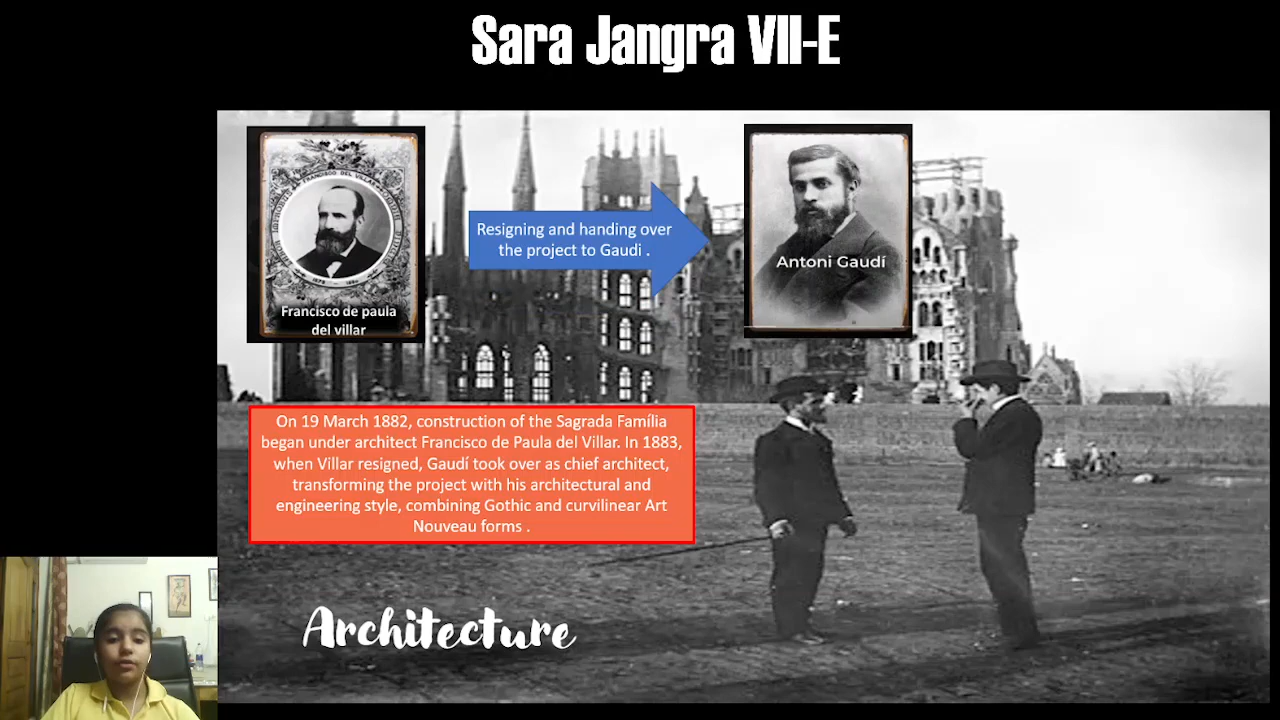 Sara Jangra VII-E
FRANCISCO DEL VILLAR
Francisco de paula
del villar
Resigning and handing over
the project to Gaudi .
Antoni Gaudí
On 19 March 1882, construction of the Sagrada Família
began under architect Francisco de Paula del Villar. In 1883,
when Villar resigned, Gaudí took over as chief architect,
transforming the project with his architectural and
engineering style, combining Gothic and curvilinear Art
Nouveau forms .
Architecture